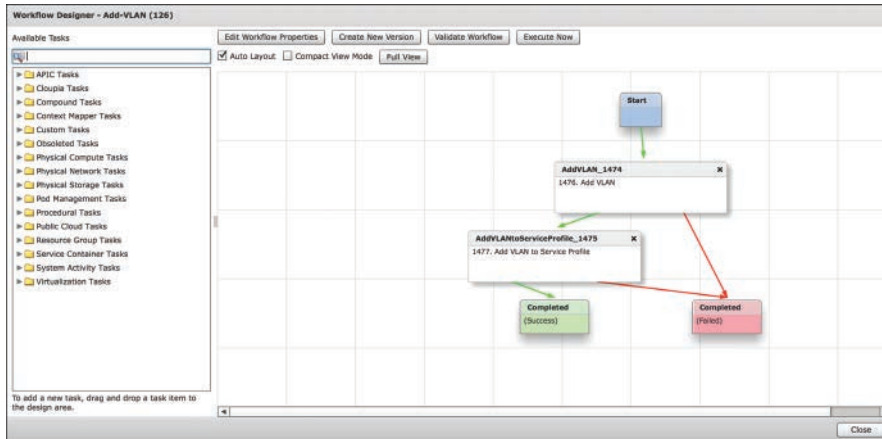 Workflow Designer - Add-VLAN (126)
Available Tasks
Edit Workflow Properties
Create New Version
Validate Workflow
Execute Now
Auto Layout
Compact View Mode
Full View
APIC Tasks
Cloupia Tasks
Compound Tasks
Context Mapper Tasks
Custom Tasks
Obsoleted Tasks
Physical Compute Tasks
Physical Network Tasks
Physical Storage Tasks
Pod Management Tasks
Procedural Tasks
Public Cloud Tasks
Resource Group Tasks
Service Container Tasks
System Activity Tasks
Virtualization Tasks
To add a new task, drag and drop a task item to
the design area.
Start
AddVLAN_1474
1476. Add VLAN
AddVLANtoServiceProfile_1475
1477. Add VLAN to Service Profile
Completed
(Success)
Completed
(Failed)
Close